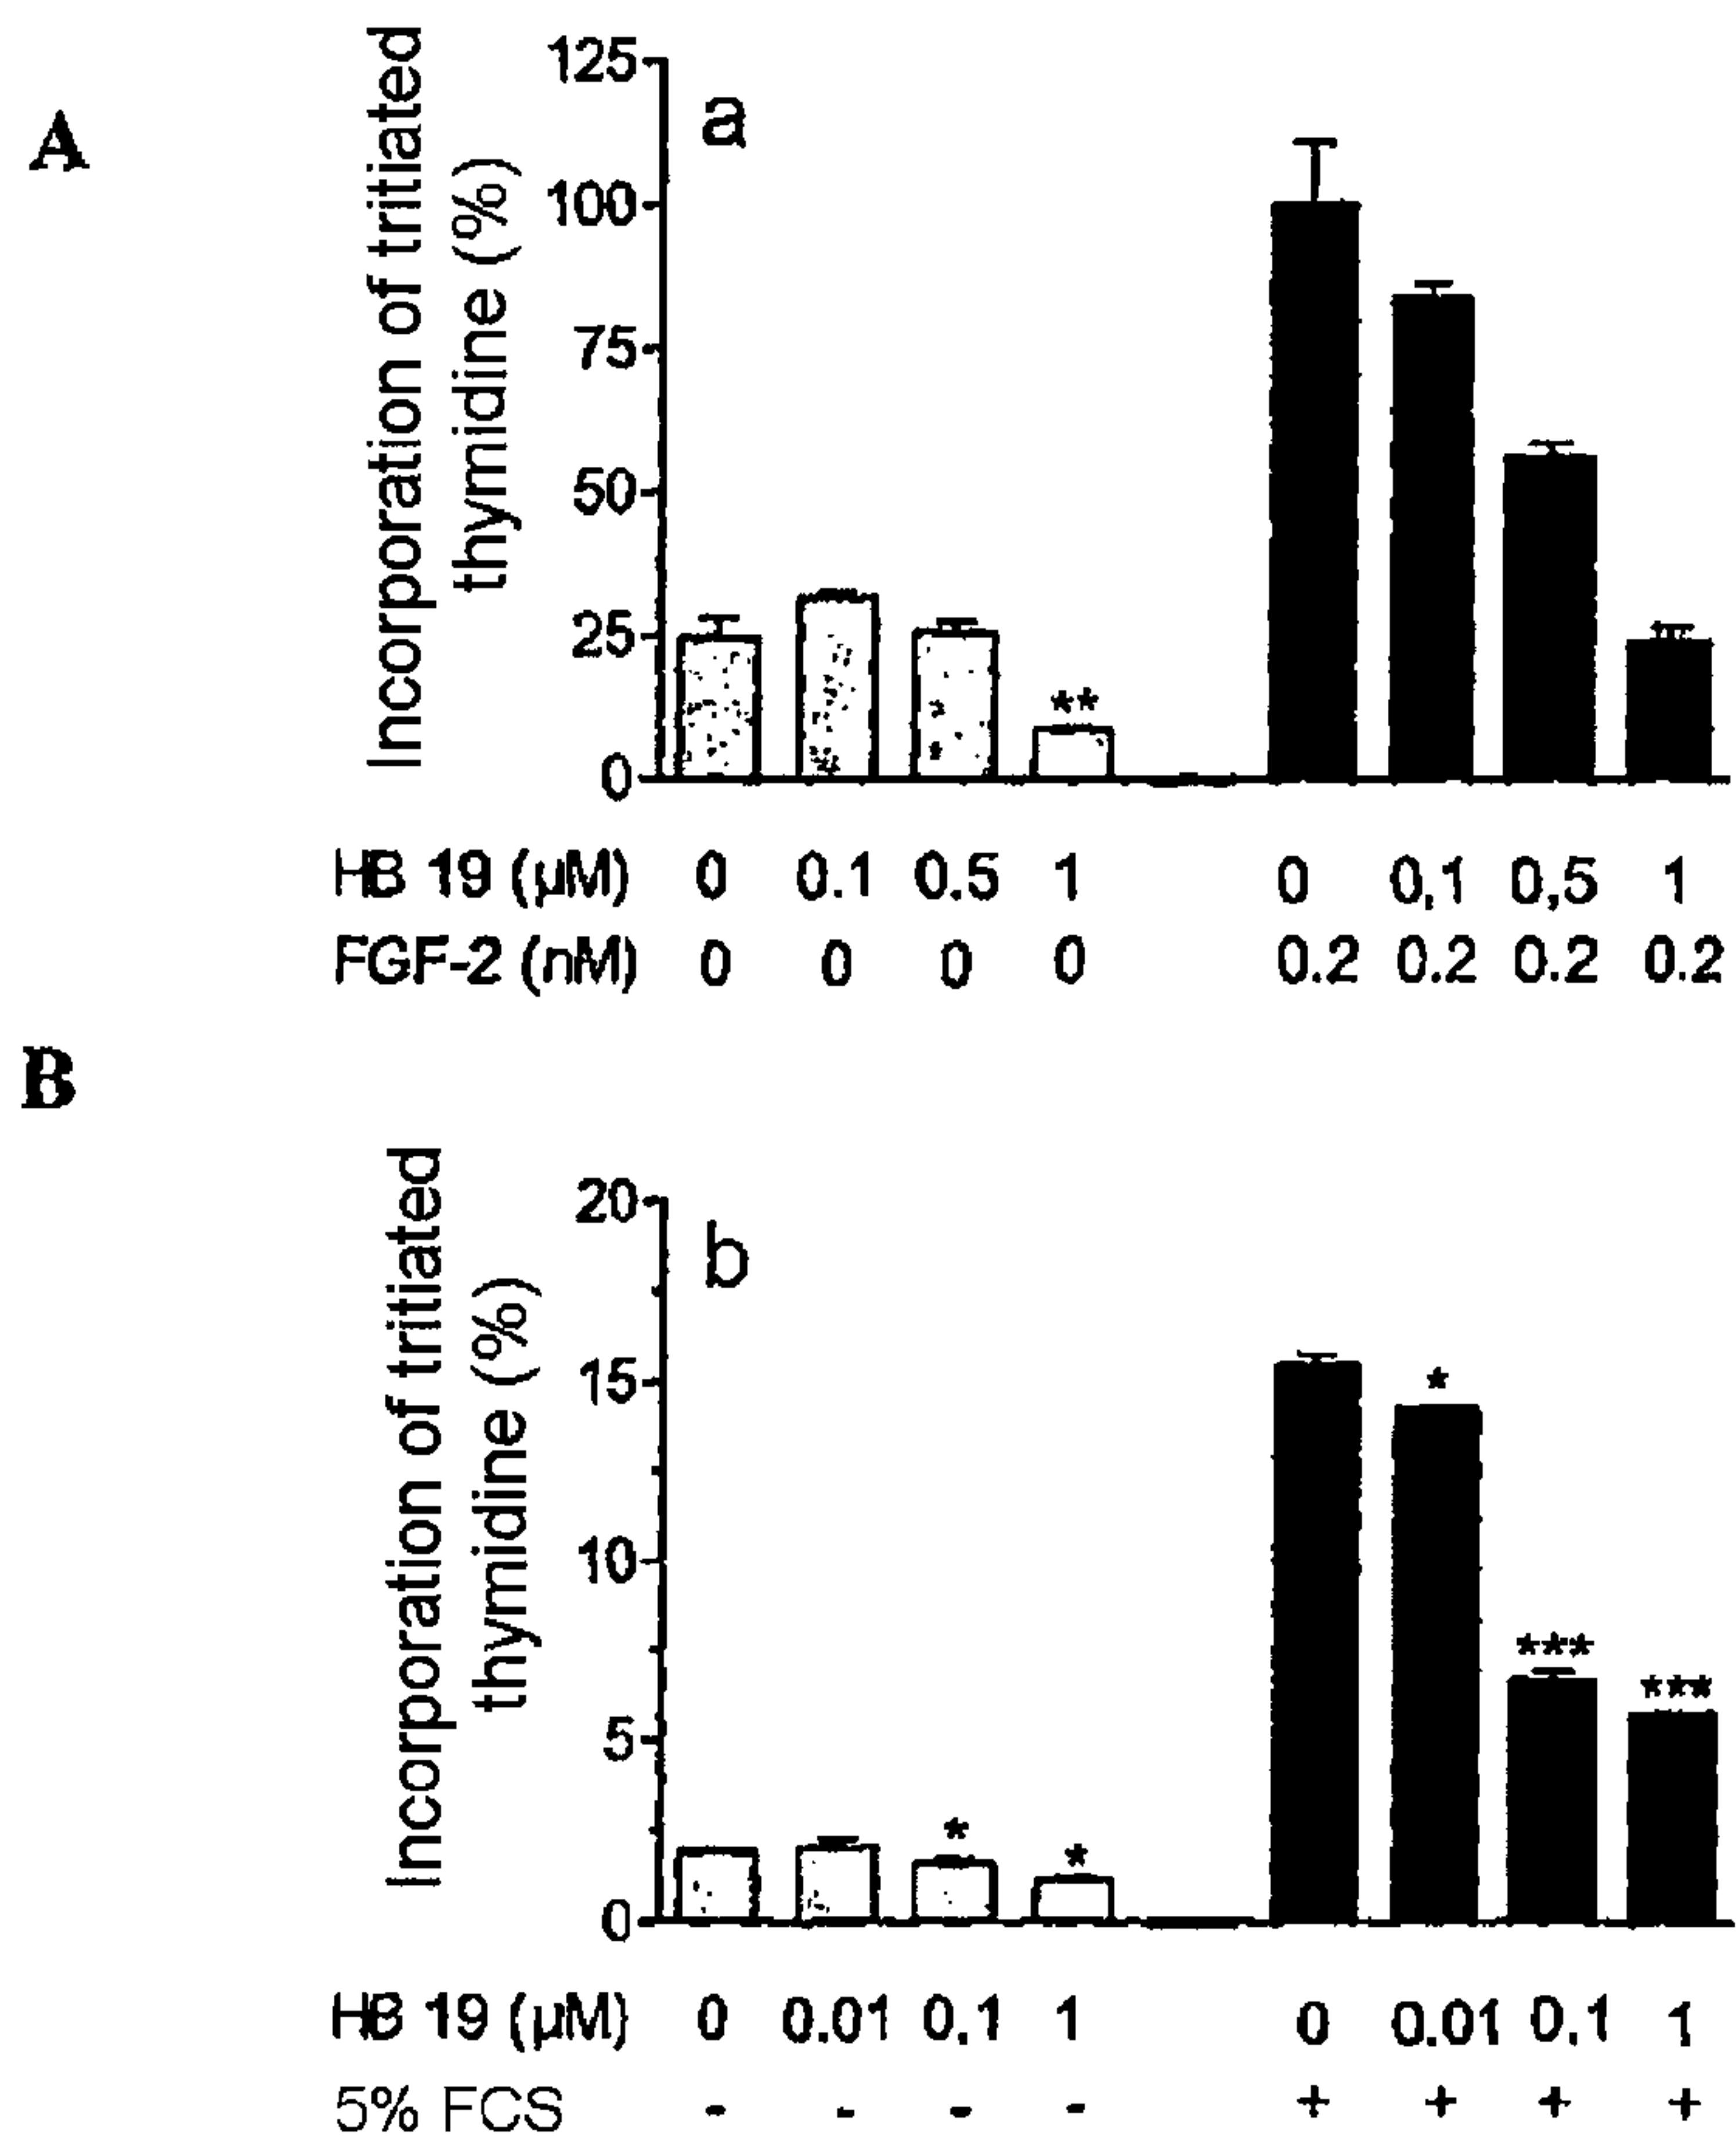 A
Incorporation of tritiated
thymidine (%)
125
a
100
75
50
25
**
0
HB 19 (µM) 0 0.1 0.5 1 0 0,1 0,5 1
FGF-2 (nM) 0 0 0 0 0.2 0.2 0.2 0.2
B
Incorporation of tritiated
thymidine (%)
20
b
15
*
10
***
***
5
*
*
0
HB 19 (µM) 0 0.01 0.1 1 0 0.01 0.1 1
5% FCS - - - - + + + +